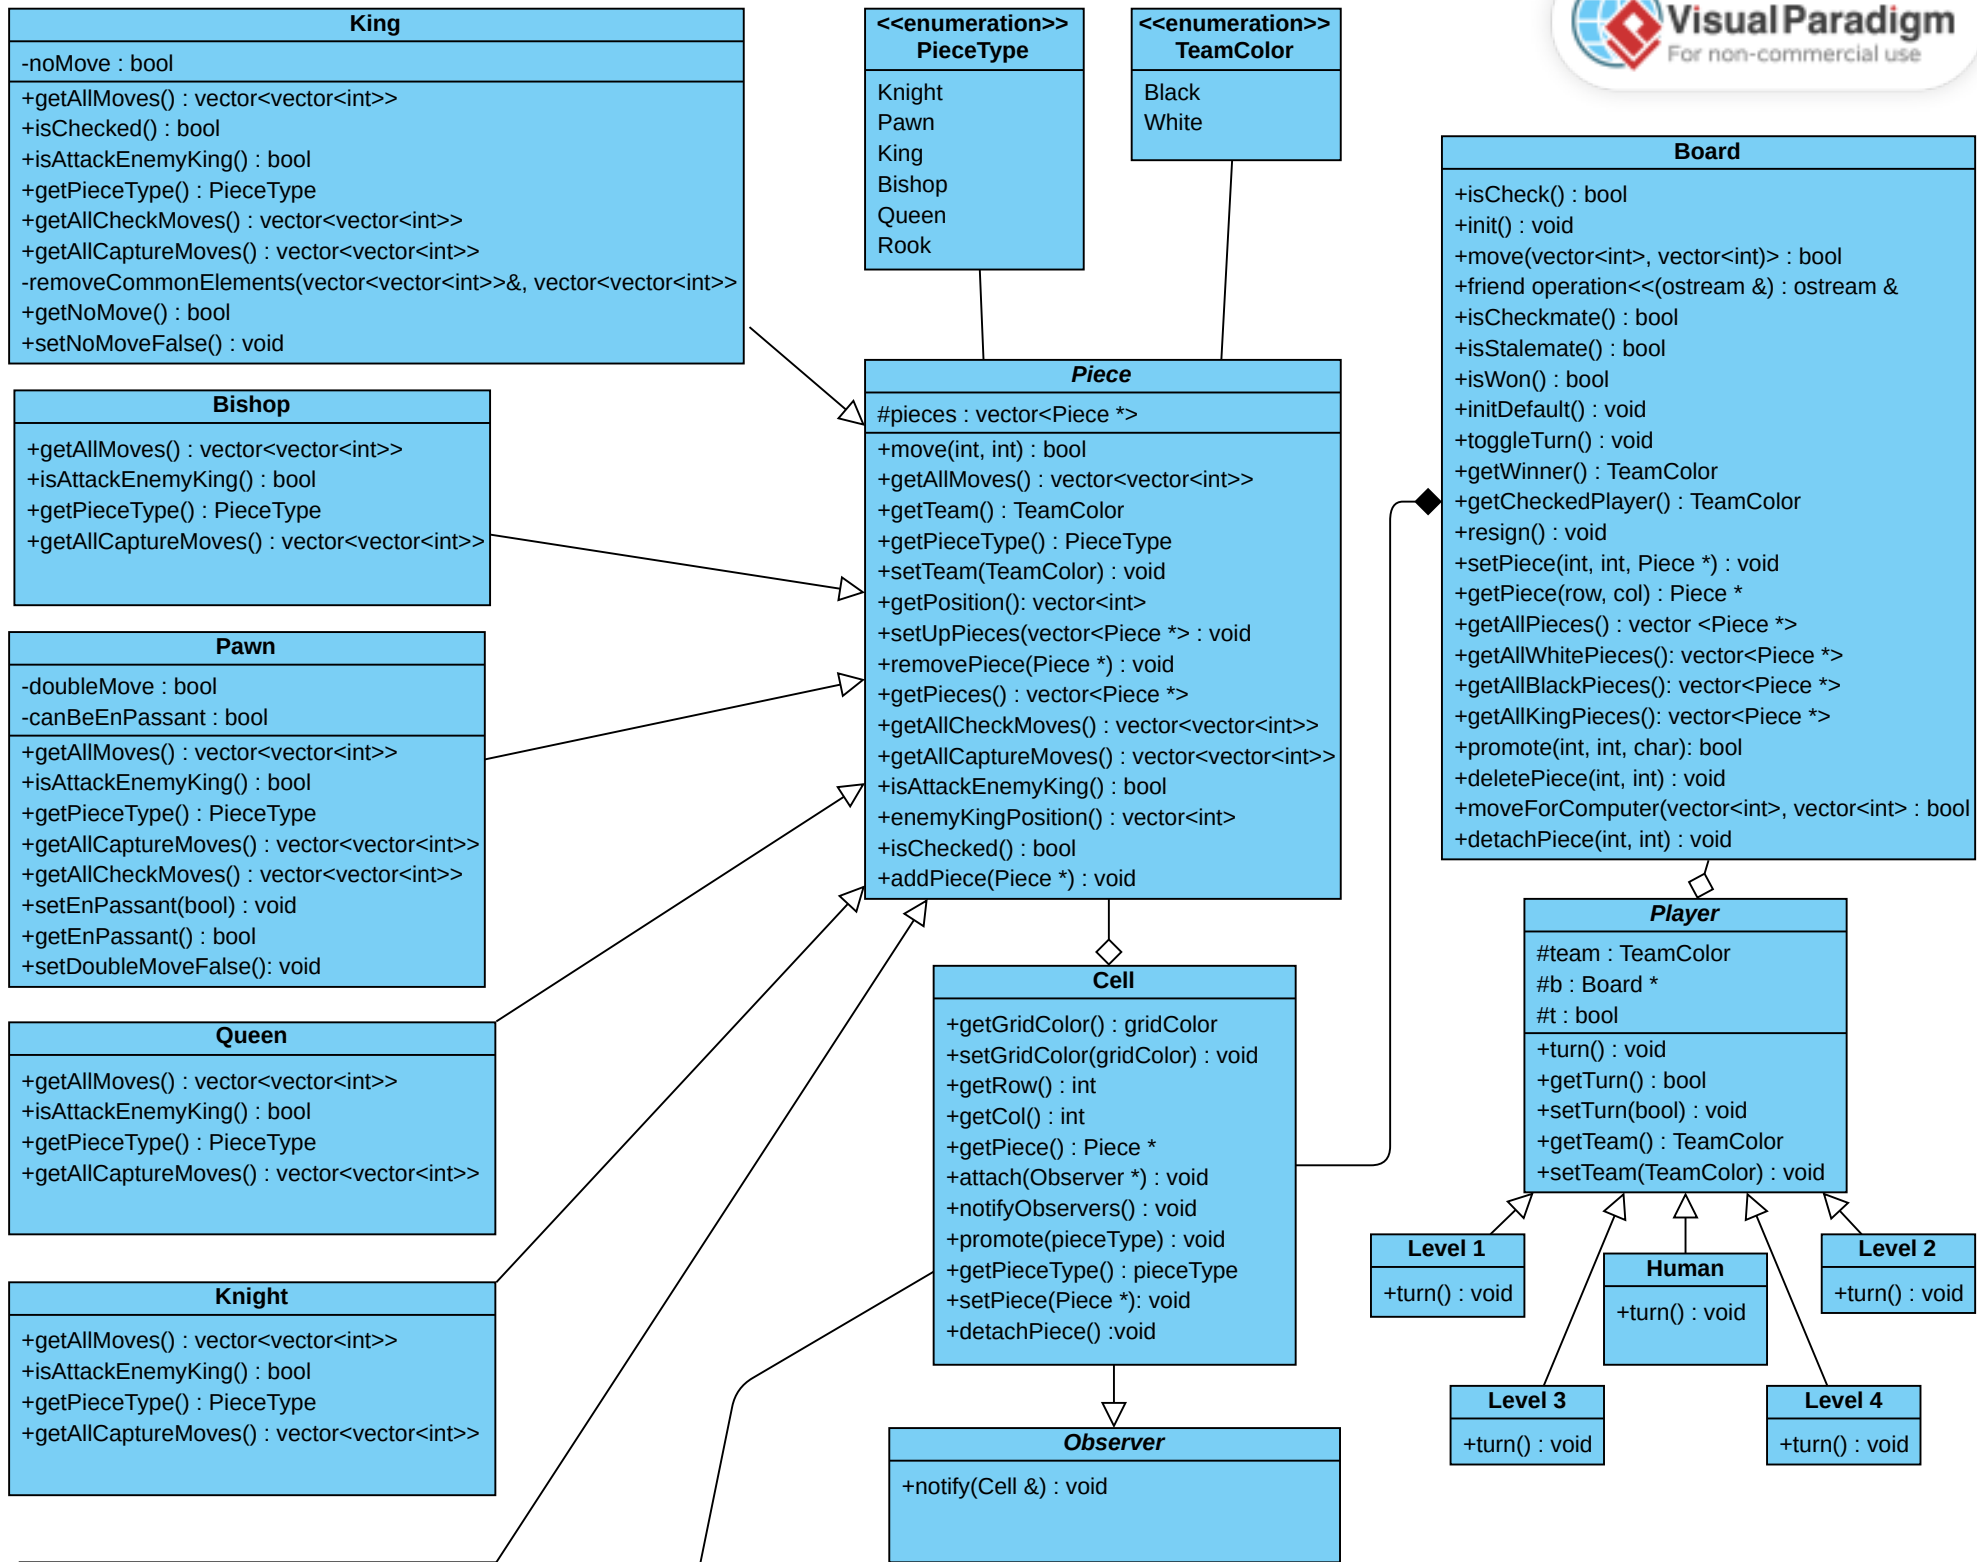 King
-noMove : bool
+getAllMoves() : vector<vector<int>>
+isChecked() : bool
+isAttackEnemyKing() : bool
+getPieceType() : PieceType
+getAllCheckMoves() : vector<vector<int>>
+getAllCaptureMoves() : vector<vector<int>>
-removeCommonElements(vector<vector<int>>&, vector<vector<int>>
+getNoMove() : bool
+setNoMoveFalse() : void
<<enumeration>>
PieceType
Knight
Pawn
King
Bishop
Queen
Rook
<<enumeration>>
TeamColor
Black
White
Visual Paradigm
For non-commercial use
Board
+isCheck() : bool
+init() : void
+move(vector<int>, vector<int)> : bool
+friend operation<<(ostream &) : ostream &
+isCheckmate() : bool
+isStalemate() : bool
+isWon() : bool
+initDefault() : void
+toggleTurn() : void
+getWinner() : TeamColor
+getCheckedPlayer() : TeamColor
+resign() : void
+setPiece(int, int, Piece *) : void
+getPiece(row, col) : Piece *
+getAllPieces() : vector <Piece *>
+getAllWhitePieces(): vector<Piece *>
+getAllBlackPieces(): vector<Piece *>
+getAllKingPieces(): vector<Piece *>
+promote(int, int, char): bool
+deletePiece(int, int) : void
+moveForComputer(vector<int>, vector<int> : bool
+detachPiece(int, int) : void
Bishop
+getAllMoves() : vector<vector<int>>
+isAttackEnemyKing() : bool
+getPieceType() : PieceType
+getAllCaptureMoves() : vector<vector<int>>
Piece
#pieces : vector<Piece *>
+move(int, int) : bool
+getAllMoves() : vector<vector<int>>
+getTeam() : TeamColor
+getPieceType() : PieceType
+setTeam(TeamColor) : void
+getPosition(): vector<int>
+setUpPieces(vector<Piece *> : void
+removePiece(Piece *) : void
+getPieces() : vector<Piece *>
+getAllCheckMoves() : vector<vector<int>>
+getAllCaptureMoves() : vector<vector<int>>
+isAttackEnemyKing() : bool
+enemyKingPosition() : vector<int>
+isChecked() : bool
+addPiece(Piece *) : void
Pawn
-doubleMove : bool
-canBeEnPassant : bool
+getAllMoves() : vector<vector<int>>
+isAttackEnemyKing() : bool
+getPieceType() : PieceType
+getAllCaptureMoves() : vector<vector<int>>
+getAllCheckMoves() : vector<vector<int>>
+setEnPassant(bool) : void
+getEnPassant() : bool
+setDoubleMoveFalse(): void
Queen
+getAllMoves() : vector<vector<int>>
+isAttackEnemyKing() : bool
+getPieceType() : PieceType
+getAllCaptureMoves() : vector<vector<int>>
Cell
+getGridColor() : gridColor
+setGridColor(gridColor) : void
+getRow() : int
+getCol() : int
+getPiece() : Piece *
+attach(Observer *) : void
+notifyObservers() : void
+promote(pieceType) : void
+getPieceType() : pieceType
+setPiece(Piece *): void
+detachPiece() :void
Player
#team : TeamColor
#b : Board *
#t : bool
+turn() : void
+getTurn() : bool
+setTurn(bool) : void
+getTeam() : TeamColor
+setTeam(TeamColor) : void
Level 1
+turn() : void
Human
+turn() : void
Level 2
+turn() : void
Level 3
+turn() : void
Level 4
+turn() : void
Knight
+getAllMoves() : vector<vector<int>>
+isAttackEnemyKing() : bool
+getPieceType() : PieceType
+getAllCaptureMoves() : vector<vector<int>>
Observer
+notify(Cell &) : void